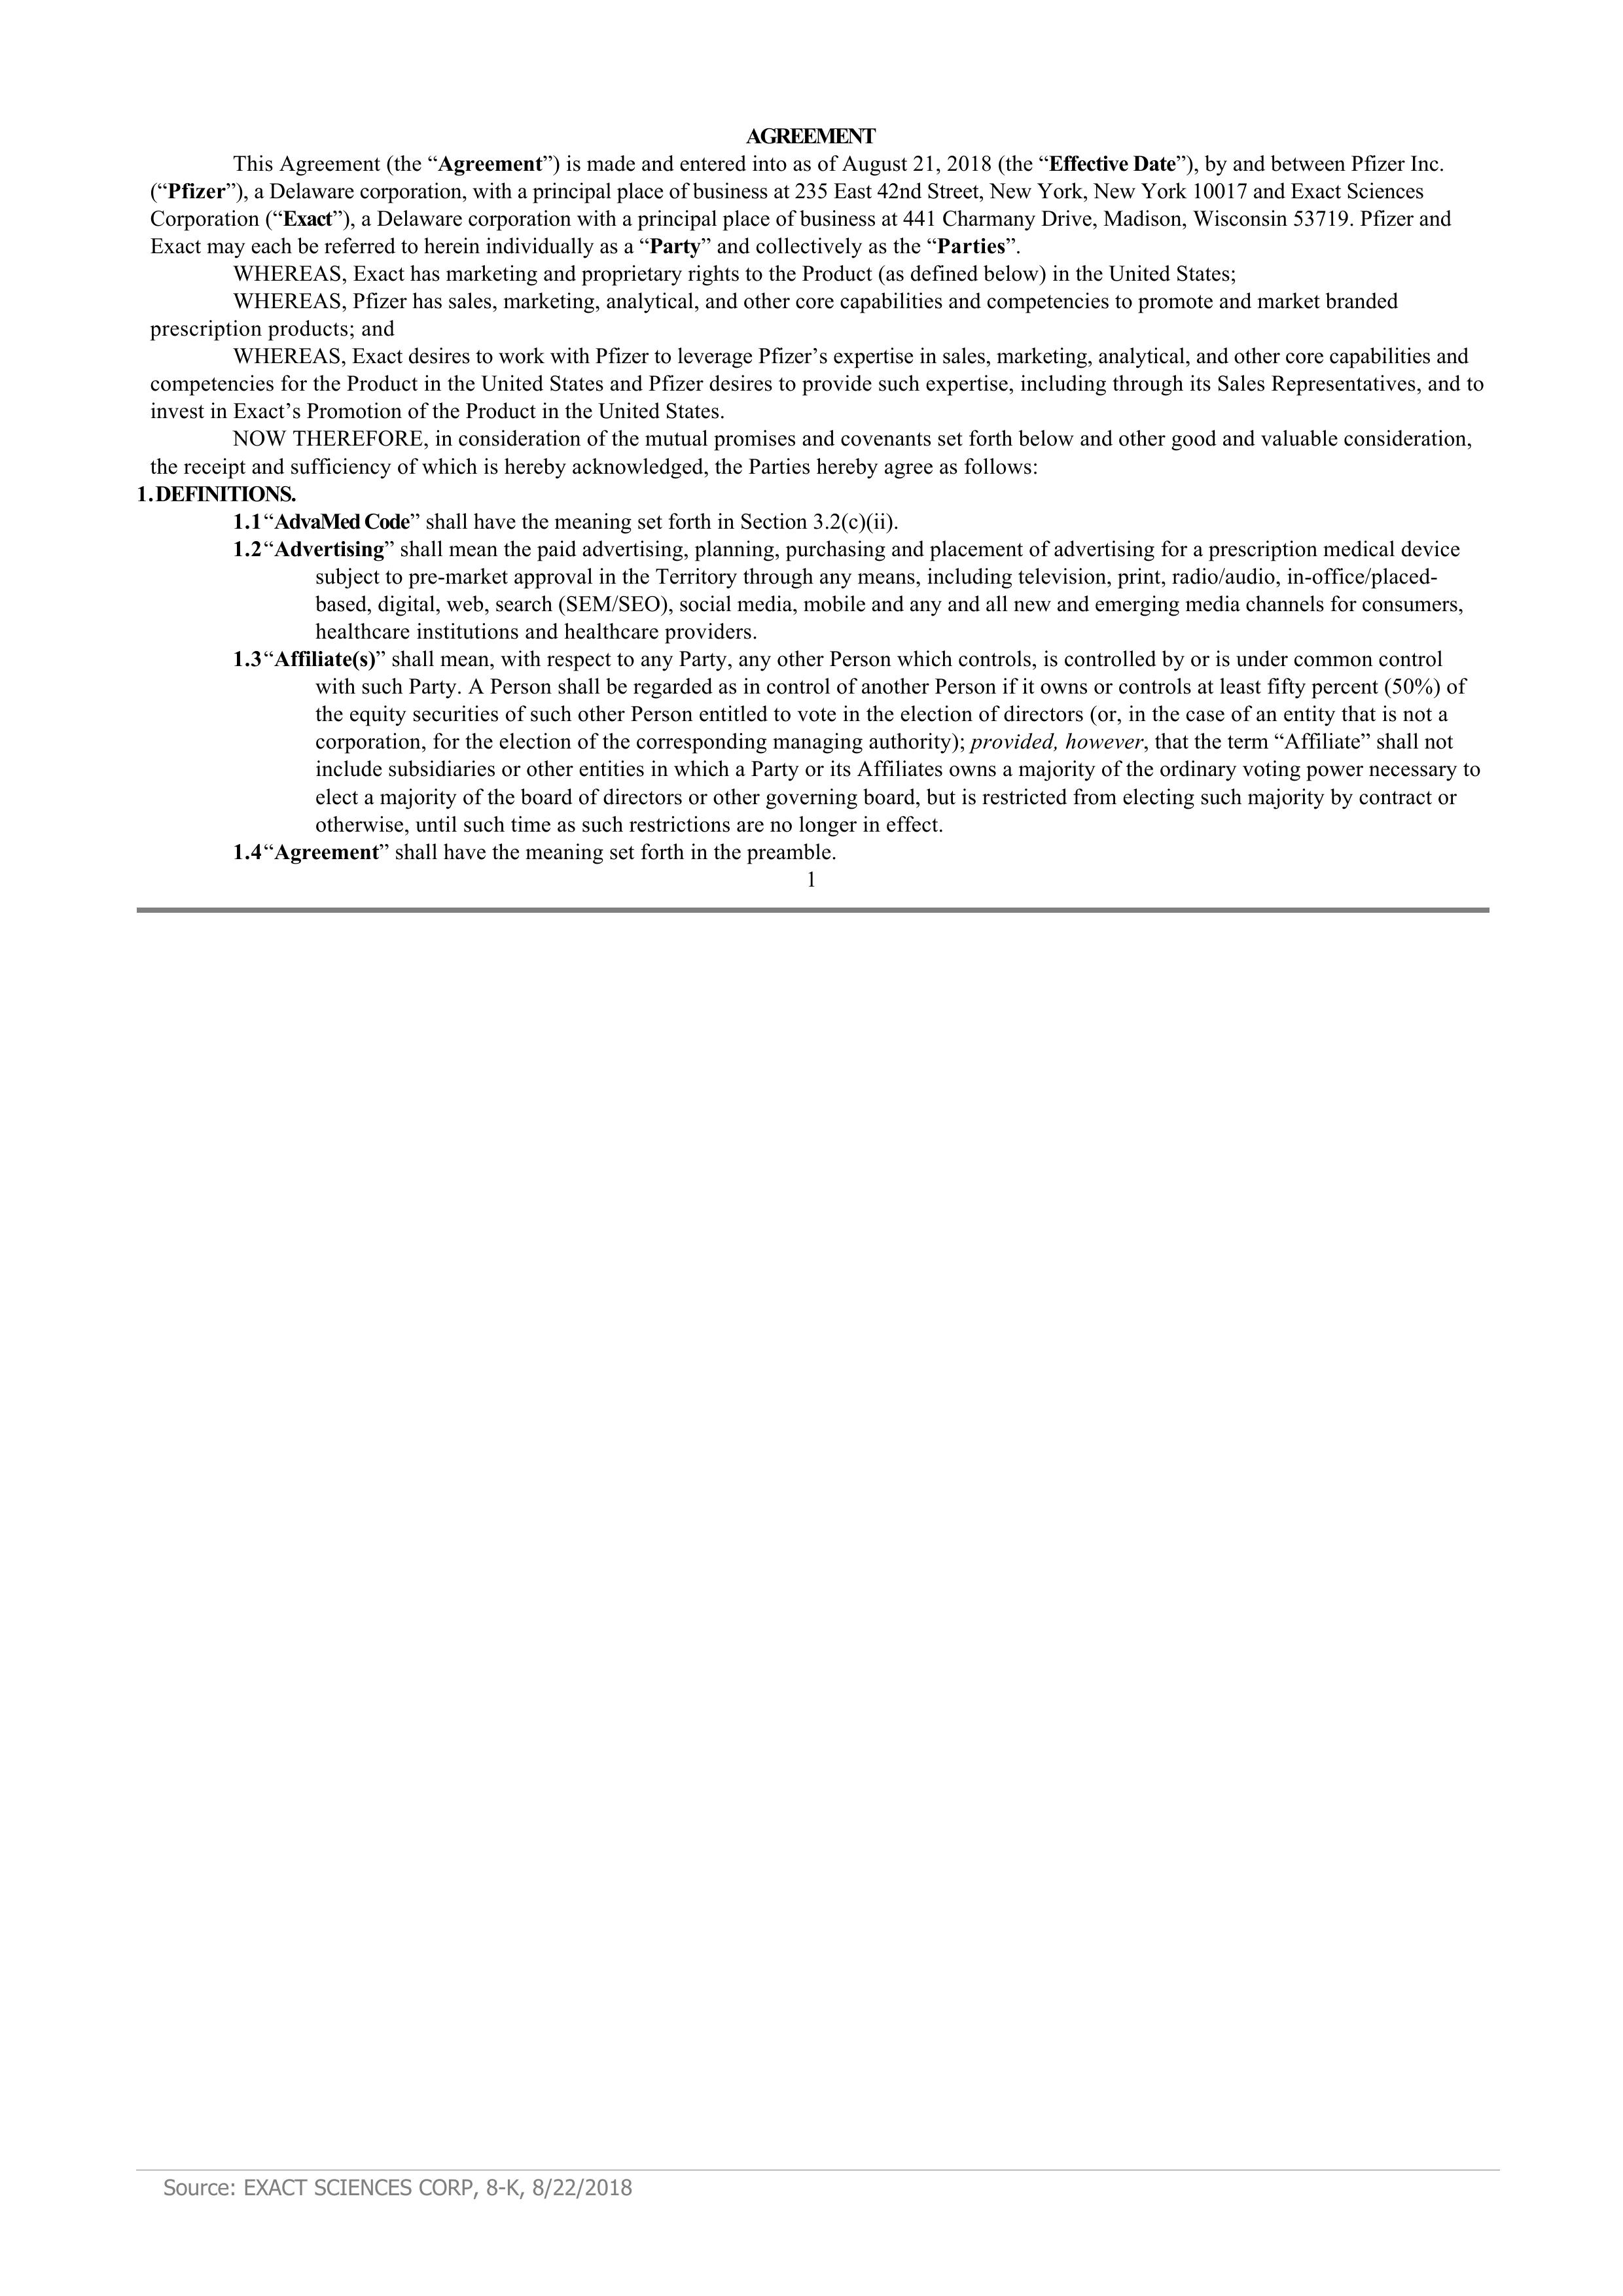 AGREEMENT
This Agreement (the “Agreement”) is made and entered into as of August 21, 2018 (the “Effective Date”), by and between Pfizer Inc.
(“Pfizer”), a Delaware corporation, with a principal place of business at 235 East 42nd Street, New York, New York 10017 and Exact Sciences
Corporation (“Exact”), a Delaware corporation with a principal place of business at 441 Charmany Drive, Madison, Wisconsin 53719. Pfizer and
Exact may each be referred to herein individually as a “Party” and collectively as the “Parties”.
WHEREAS, Exact has marketing and proprietary rights to the Product (as defined below) in the United States;
WHEREAS, Pfizer has sales, marketing, analytical, and other core capabilities and competencies to promote and market branded
prescription products; and
WHEREAS, Exact desires to work with Pfizer to leverage Pfizer’s expertise in sales, marketing, analytical, and other core capabilities and
competencies for the Product in the United States and Pfizer desires to provide such expertise, including through its Sales Representatives, and to
invest in Exact’s Promotion of the Product in the United States.
NOW THEREFORE, in consideration of the mutual promises and covenants set forth below and other good and valuable consideration,
the receipt and sufficiency of which is hereby acknowledged, the Parties hereby agree as follows:
1. DEFINITIONS.
1.1 “AdvaMed Code” shall have the meaning set forth in Section 3.2(c)(ii).
1.2 “Advertising” shall mean the paid advertising, planning, purchasing and placement of advertising for a prescription medical device
subject to pre-market approval in the Territory through any means, including television, print, radio/audio, in-office/placed-
based, digital, web, search (SEM/SEO), social media, mobile and any and all new and emerging media channels for consumers,
healthcare institutions and healthcare providers.
1.3 “Affiliate(s)” shall mean, with respect to any Party, any other Person which controls, is controlled by or is under common control
with such Party. A Person shall be regarded as in control of another Person if it owns or controls at least fifty percent (50%) of
the equity securities of such other Person entitled to vote in the election of directors (or, in the case of an entity that is not a
corporation, for the election of the corresponding managing authority); provided, however, that the term “Affiliate” shall not
include subsidiaries or other entities in which a Party or its Affiliates owns a majority of the ordinary voting power necessary to
elect a majority of the board of directors or other governing board, but is restricted from electing such majority by contract or
otherwise, until such time as such restrictions are no longer in effect.
1.4 “Agreement” shall have the meaning set forth in the preamble.
1
Source: EXACT SCIENCES CORP, 8-K, 8/22/2018